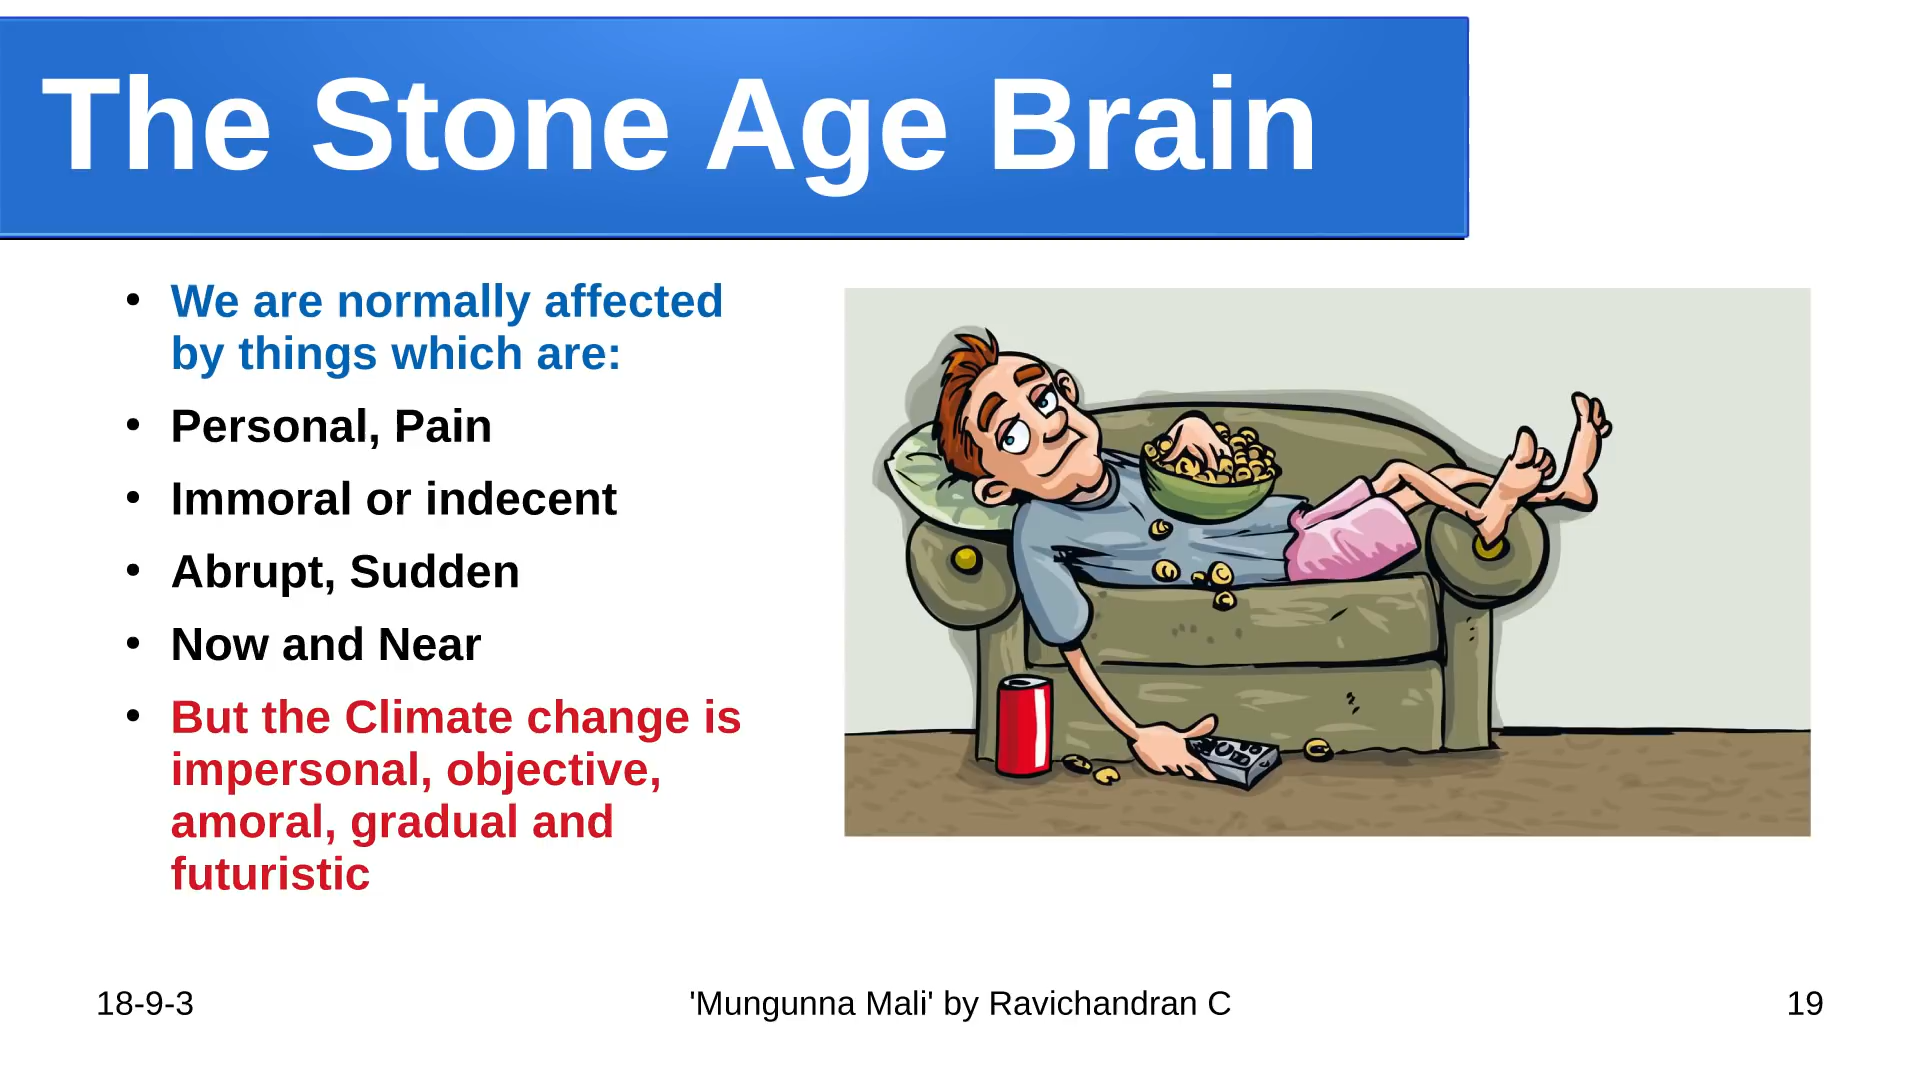 The Stone Age Brain
• We are normally affected
by things which are:
• Personal, Pain
• Immoral or indecent
• Abrupt, Sudden
• Now and Near
• But the Climate change is
impersonal, objective,
amoral, gradual and
futuristic
18-9-3
'Mungunna Mali' by Ravichandran C
19